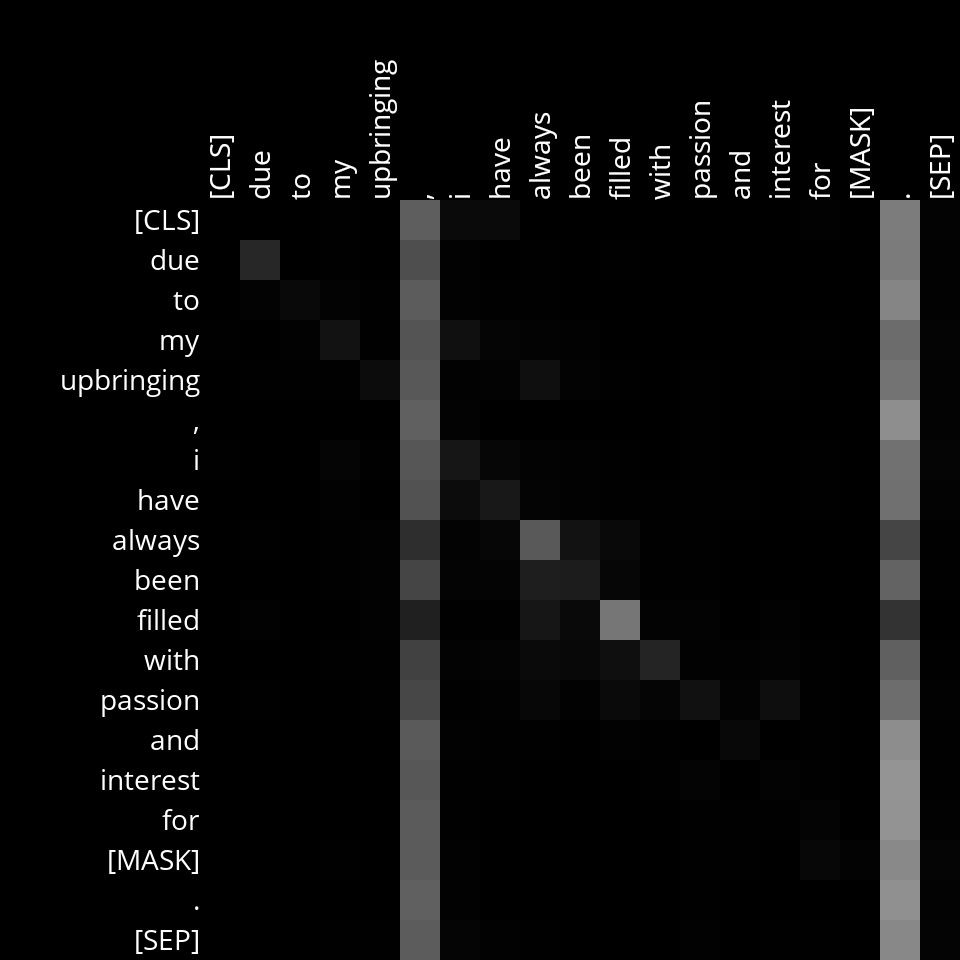 [CLS] due to my upbringing , i have always been filled with passion and interest for [MASK] . [SEP]
[CLS]
due
to
my
upbringing
,
i
have
always
been
filled
with
passion
and
interest
for
[MASK]
.
[SEP]